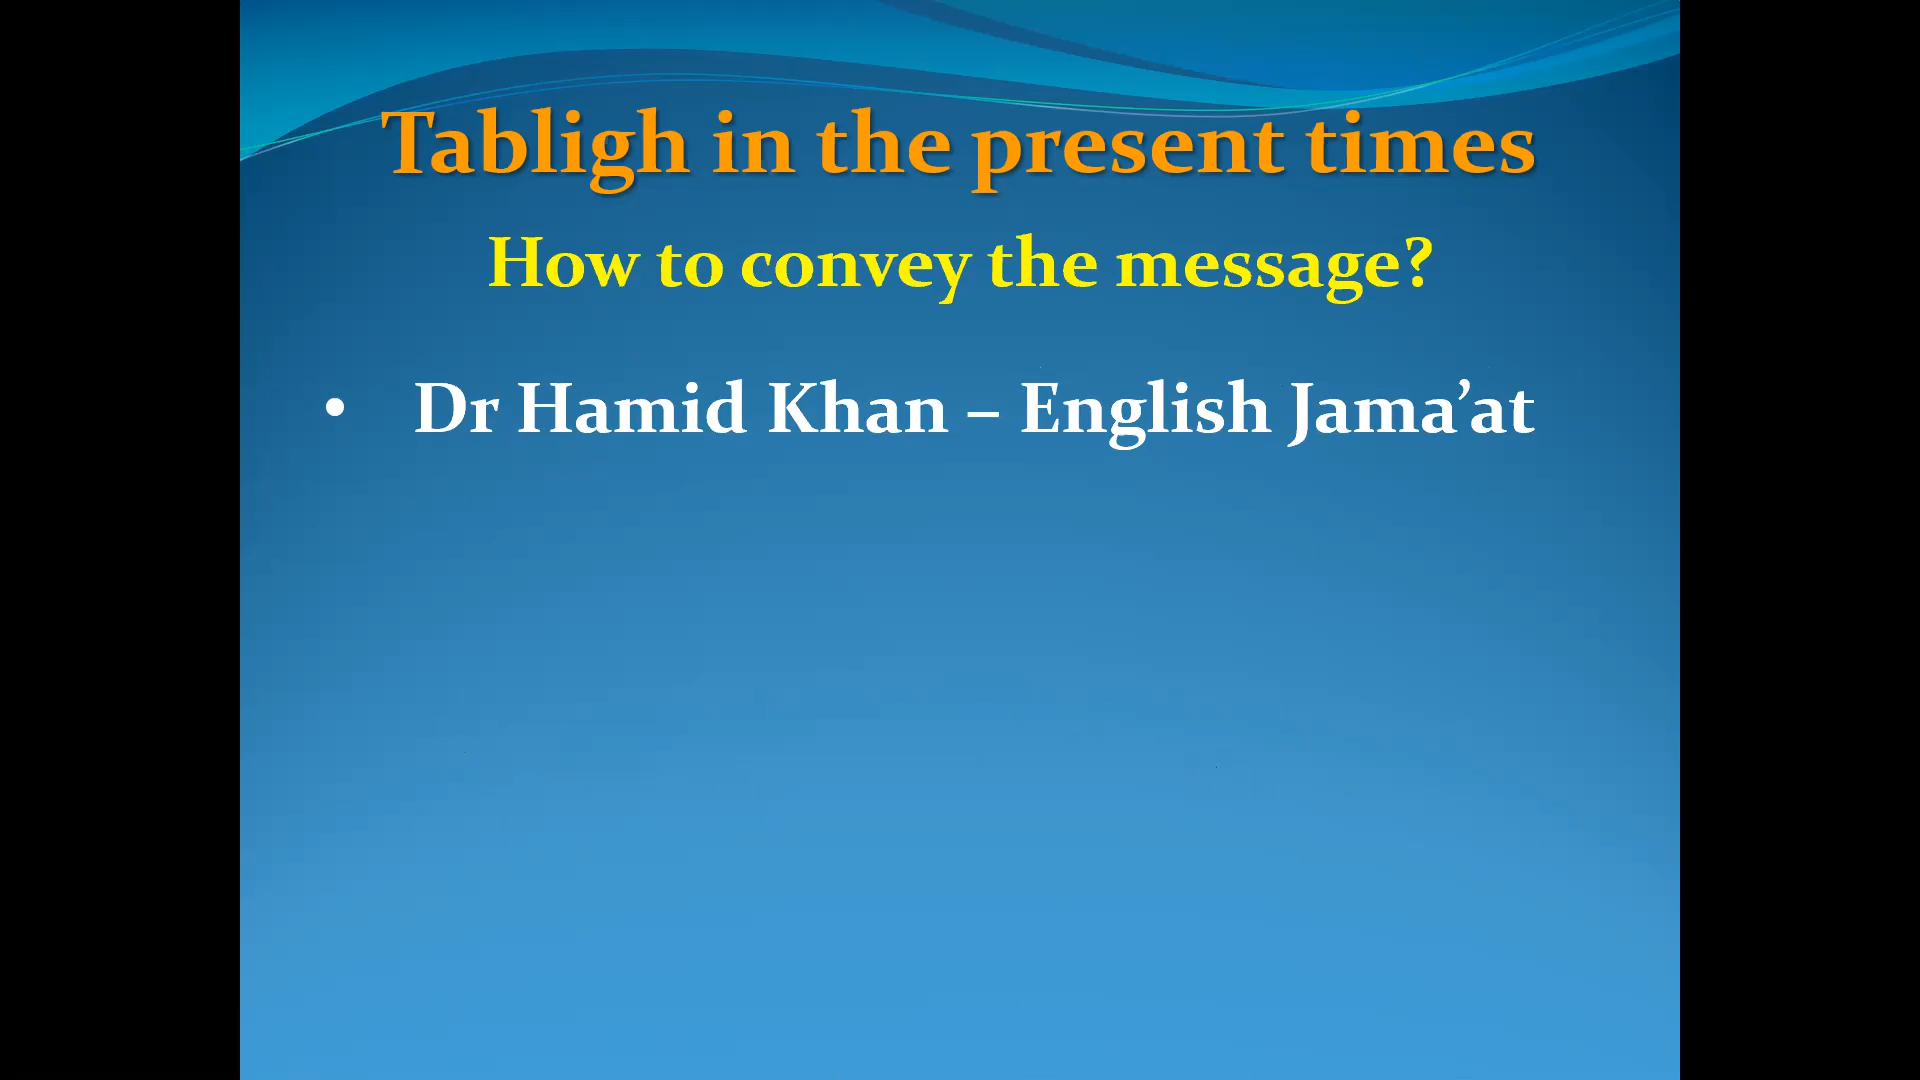 Tabligh in the present times
How to convey the message?
• Dr Hamid Khan – English Jama’at